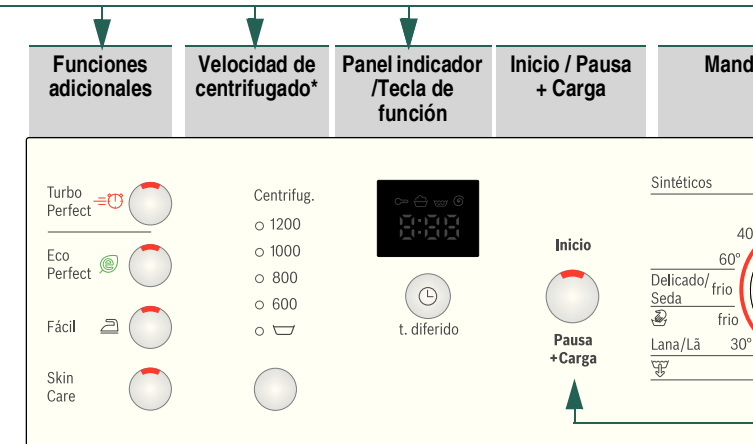 Funciones
adicionales
Velocidad de
centrifugado*
Panel indicador
/Tecla de
función
Inicio / Pausa
+ Carga
Mand
Turbo
Perfect
Eco
Perfect
Fácil
Skin
Care
Centrifug.
1200
1000
800
600
8:88
t. diferido
Inicio
Pausa
+Carga
Sintéticos
40
60°
Delicado/
Seda
frio
frio
Lana/Lã 30°